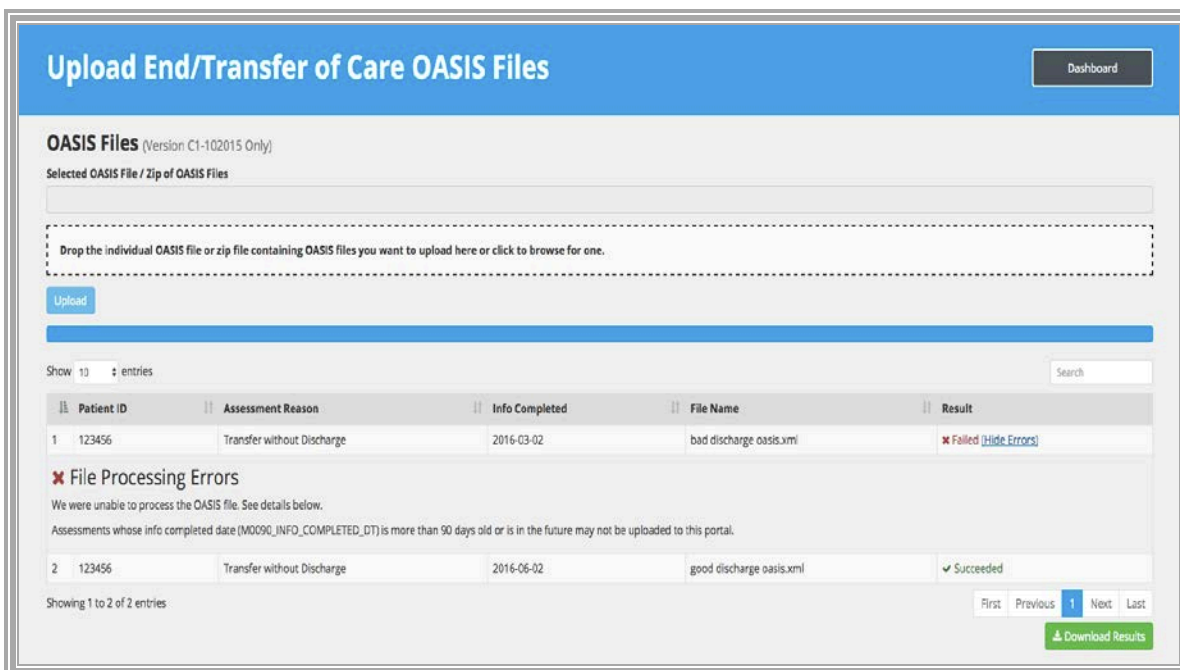 Upload End/Transfer of Care OASIS Files
Dashboard
OASIS Files (Version C1-102015 Only)
Selected OASIS File / Zip of OASIS Files
Drop the individual OASIS file or zip file containing OASIS files you want to upload here or click to browse for one.
Upload
Show 10 entries
Search
Patient ID Assessment Reason Info Completed File Name Result
1 123456 Transfer without Discharge 2016-03-02 bad discharge oasis.xml Failed [Hide Errors]
File Processing Errors
We were unable to process the OASIS file. See details below.
Assessments whose info completed date (M0090_INFO_COMPLETED_DT) is more than 90 days old or is in the future may not be uploaded to this portal.
2 123456 Transfer without Discharge 2016-06-02 good discharge oasis.xml Succeeded
Showing 1 to 2 of 2 entries
First Previous 1 Next Last
Download Results